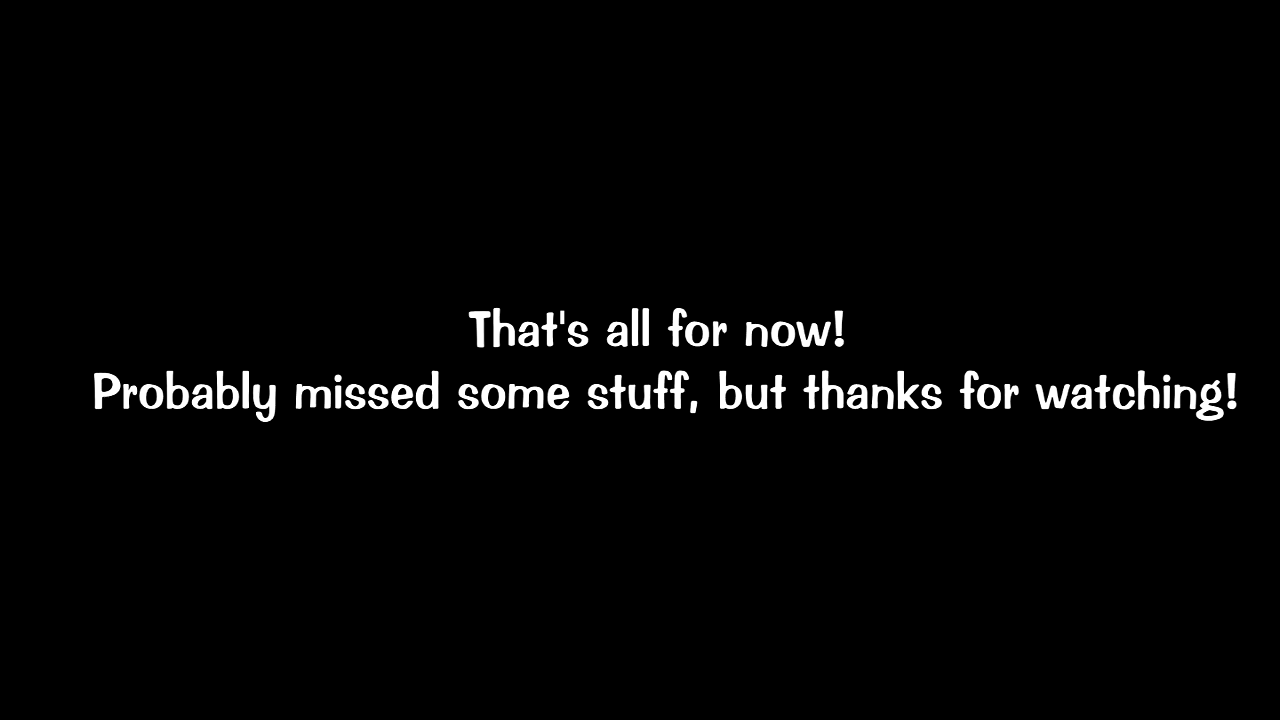 That's all for now!
Probably missed some stuff, but thanks for watching!